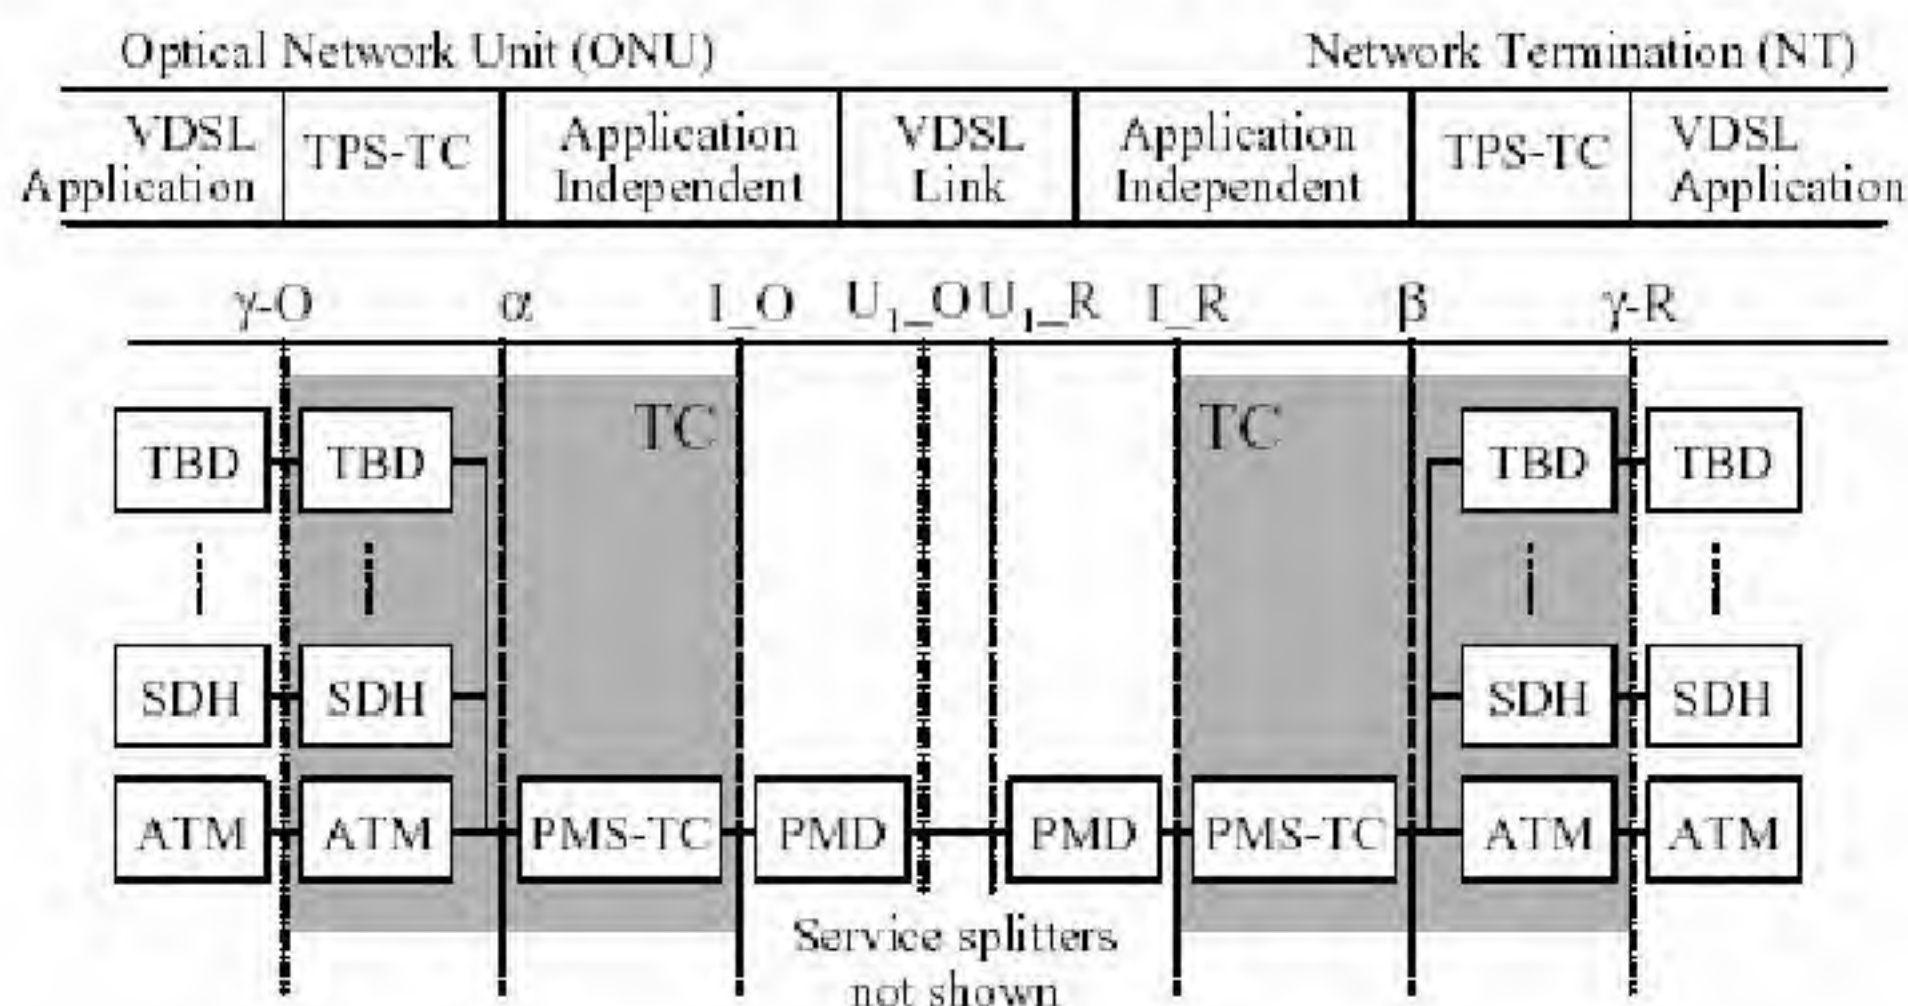 Optical Network Unit (ONU) Network Termination (NT)
VDSL Application TPS-TC Application Independent VDSL Link Application Independent TPS-TC VDSL Application
γ-O α I_O U₁_O U₁_R I_R β γ-R
TC TC
TBD TBD TBD TBD
SDH SDH SDH SDH
ATM ATM PMS-TC PMD PMD PMS-TC ATM ATM
Service splitters
not shown